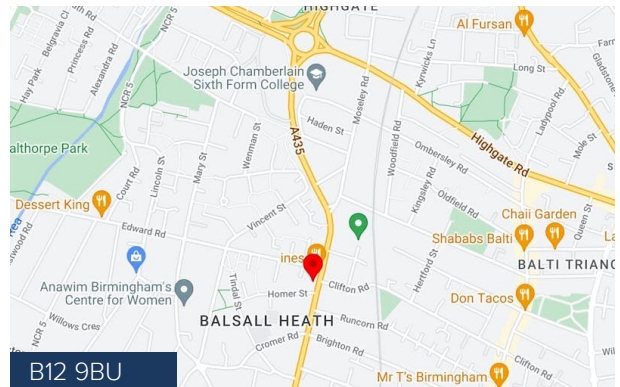 HIGHGATE
Al Fursan
Belgravia Cl
Princess Rd
Alexandra Rd
NCR 5
Hay Park
Joseph Chamberlain
Sixth Form College
A435
Moseley Rd
Kyrwicks Ln
Long St
Ladypool Rd.
Gladstone
Haden St
Woodfield Rd
Highgate Rd
Mole St
althorpe Park
NCR 5
Wenman St
Mary St
Ombersley Rd
Kingsley Rd
Lincoln St
Court Rd
Oldfield Rd
Queen St
Dessert King
Vincent St
Chaii Garden
Edward Rd
Shababs Balti
ines
BALTI TRIANG
Hertford St
Anawim Birmingham's
Centre for Women
Tindal St
Homer St
Clifton Rd
Don Tacos
Willows Cres
BALSALL HEATH
Runcorn Rd
NCR 5
Cromer Rd
Brighton Rd
Clifton Rd
B12 9BU
Mr T's Birmingham